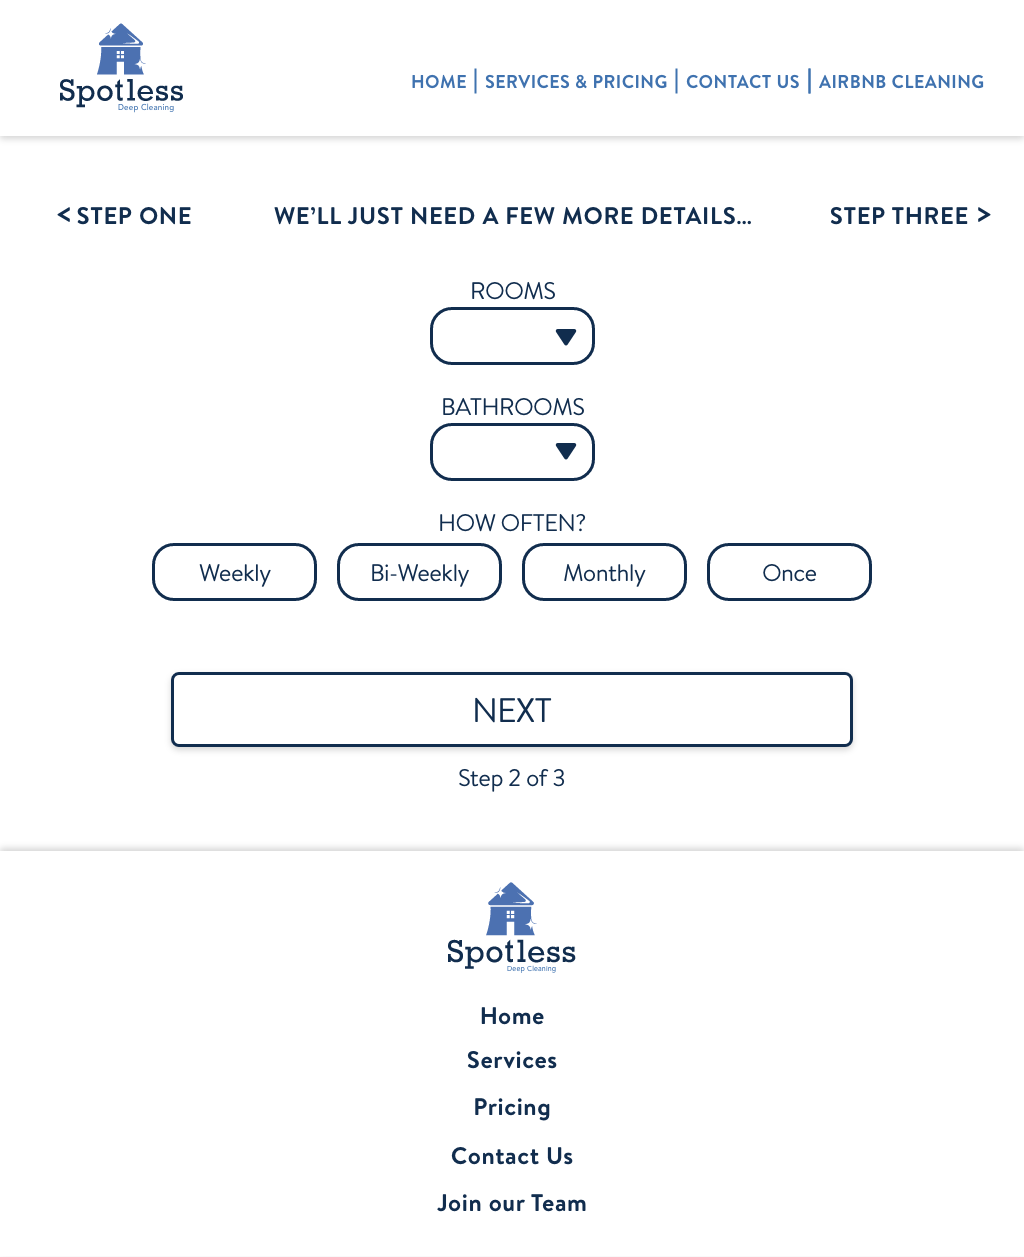 Spotless
Deep Cleaning
HOME | SERVICES & PRICING | CONTACT US | AIRBNB CLEANING
< STEP ONE
WE’LL JUST NEED A FEW MORE DETAILS…
STEP THREE >
ROOMS
BATHROOMS
HOW OFTEN?
Weekly
Bi-Weekly
Monthly
Once
NEXT
Step 2 of 3
Spotless
Deep Cleaning
Home
Services
Pricing
Contact Us
Join our Team